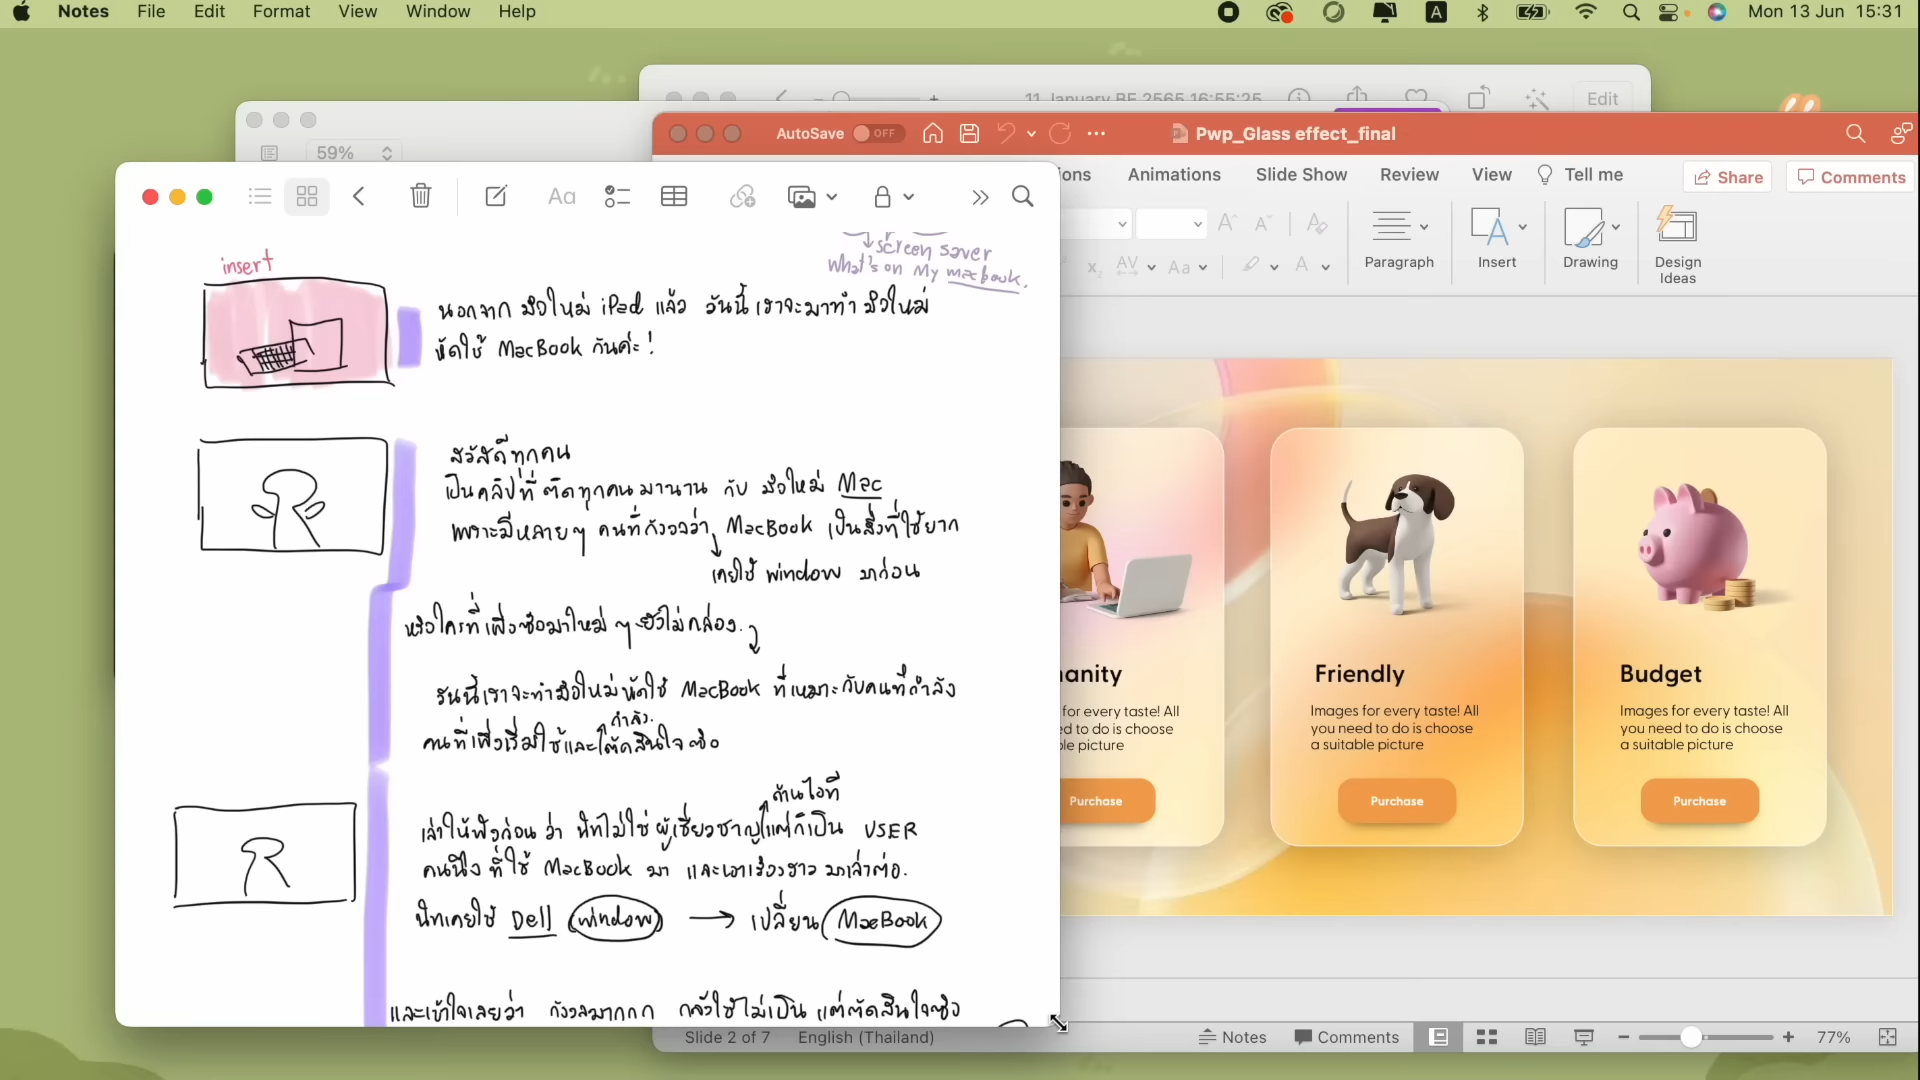 Notes File Edit Format View Window Help
A
Mon 13 Jun 15:31
11 January BE 2565 16:55:25
Edit
59%
AutoSave OFF
Pwp_Glass effect_final
ons Animations Slide Show Review View Tell me
Share
Comments
Aa
Paragraph
Insert
Drawing
Design
Ideas
screen saver
What's on my macbook.
insert
นอกจาก มือใหม่ iPad แล้ว วันนี้เราจะมาทำ มือใหม่
หัดใช้ MacBook กันค่ะ!
สวัสดีทุกคน
เป็นคลิปที่ติดทุกคนมานาน กับ มือใหม่ Mac
เพราะมีหลายๆ คนที่กังวลว่า MacBook เป็นสิ่งที่ใช้ยาก
เคยใช้ window มาก่อน
หรือใครที่เพิ่งซื้อมาใหม่ๆ ยังไม่คล่อง
วันนี้เราจะทำมือใหม่หัดใช้ MacBook ที่เหมาะกับคนที่กำลัง
กำลัง
คนที่เพิ่งเริ่มใช้และตัดสินใจซื้อ
ด้านไอที
เล่าให้ฟังก่อน ว่า นัทไม่ใช่ ผู้เชี่ยวชาญ แต่ก็เป็น USER
คนนึง ที่ใช้ MacBook มา และเอาเรื่องราว มาเล่าต่อ.
นัทเคยใช้ Dell window → เปลี่ยน MacBook
และเข้าใจเลยว่า กังวลมากกก กลัวใช้ไม่เป็น แต่ตัดสินใจซื้อ
anity
for every taste! All
ed to do is choose
ble picture
Purchase
Friendly
Images for every taste! All
you need to do is choose
a suitable picture
Purchase
Budget
Images for every taste! All
you need to do is choose
a suitable picture
Purchase
Slide 2 of 7 English (Thailand)
Notes Comments
77%